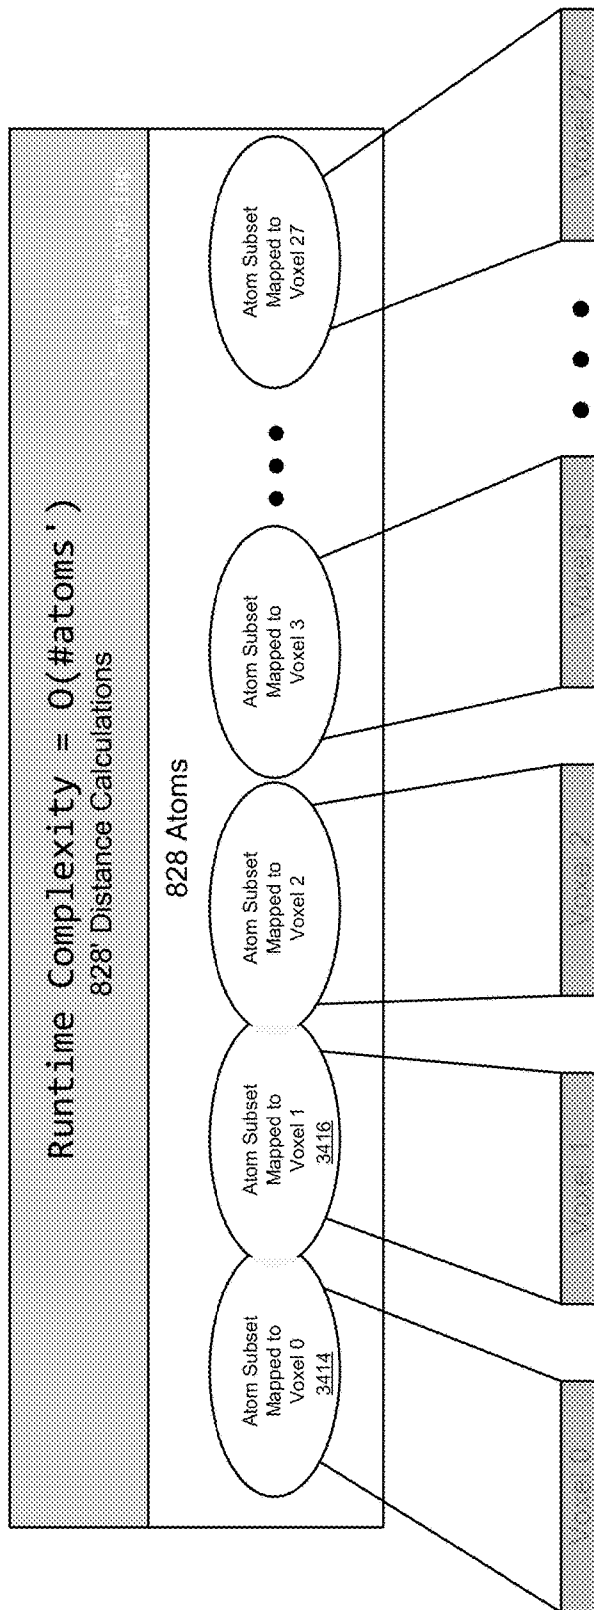 Runtime Complexity = O(#atoms')
828' Distance Calculations
828 Atoms
Atom Subset
Mapped to
Voxel 0
3414
Atom Subset
Mapped to
Voxel 1
3416
Atom Subset
Mapped to
Voxel 2
Atom Subset
Mapped to
Voxel 3
Atom Subset
Mapped to
Voxel 27